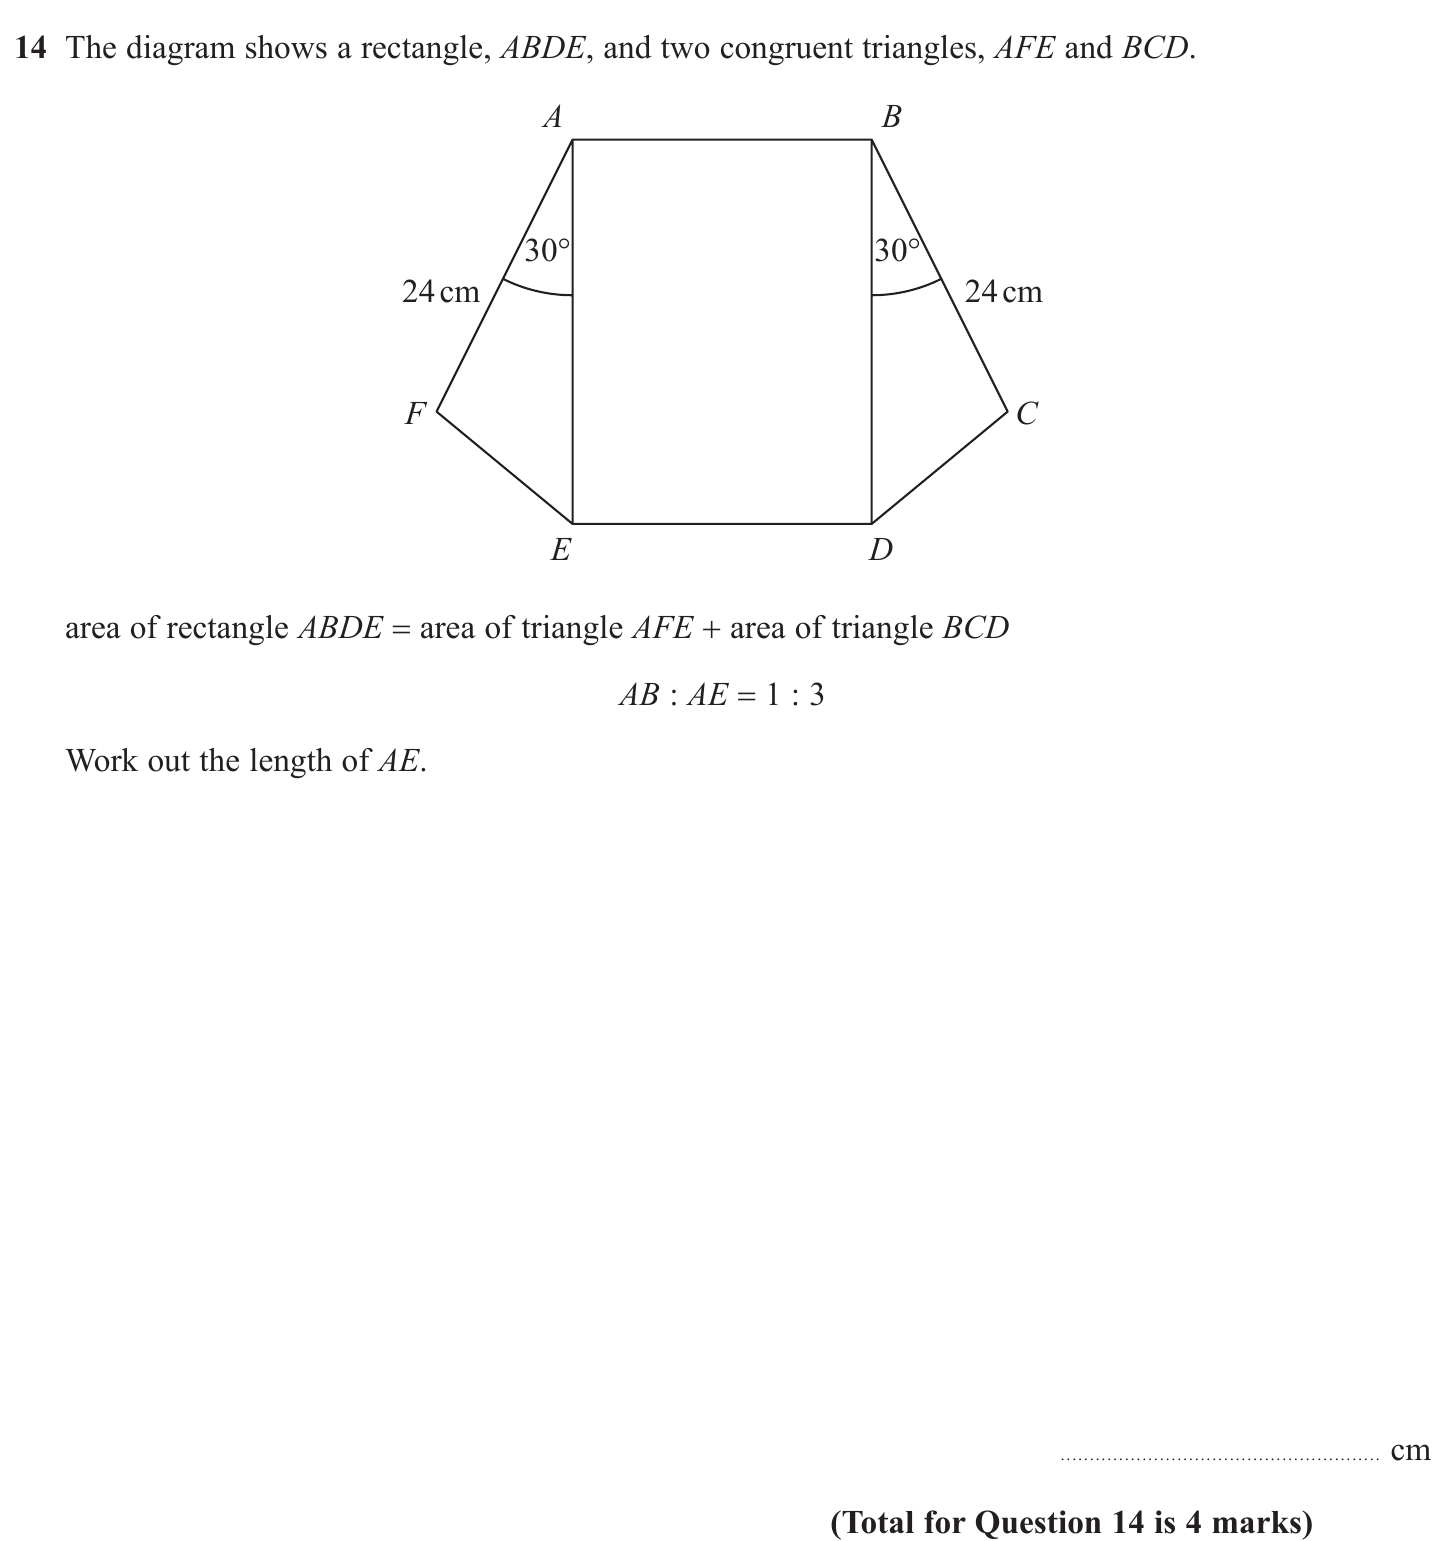 14 The diagram shows a rectangle, ABDE, and two congruent triangles, AFE and BCD.
A
B
30°
30°
24 cm
24 cm
F
C
E
D
area of rectangle ABDE = area of triangle AFE + area of triangle BCD
AB : AE = 1 : 3
Work out the length of AE.
cm
(Total for Question 14 is 4 marks)